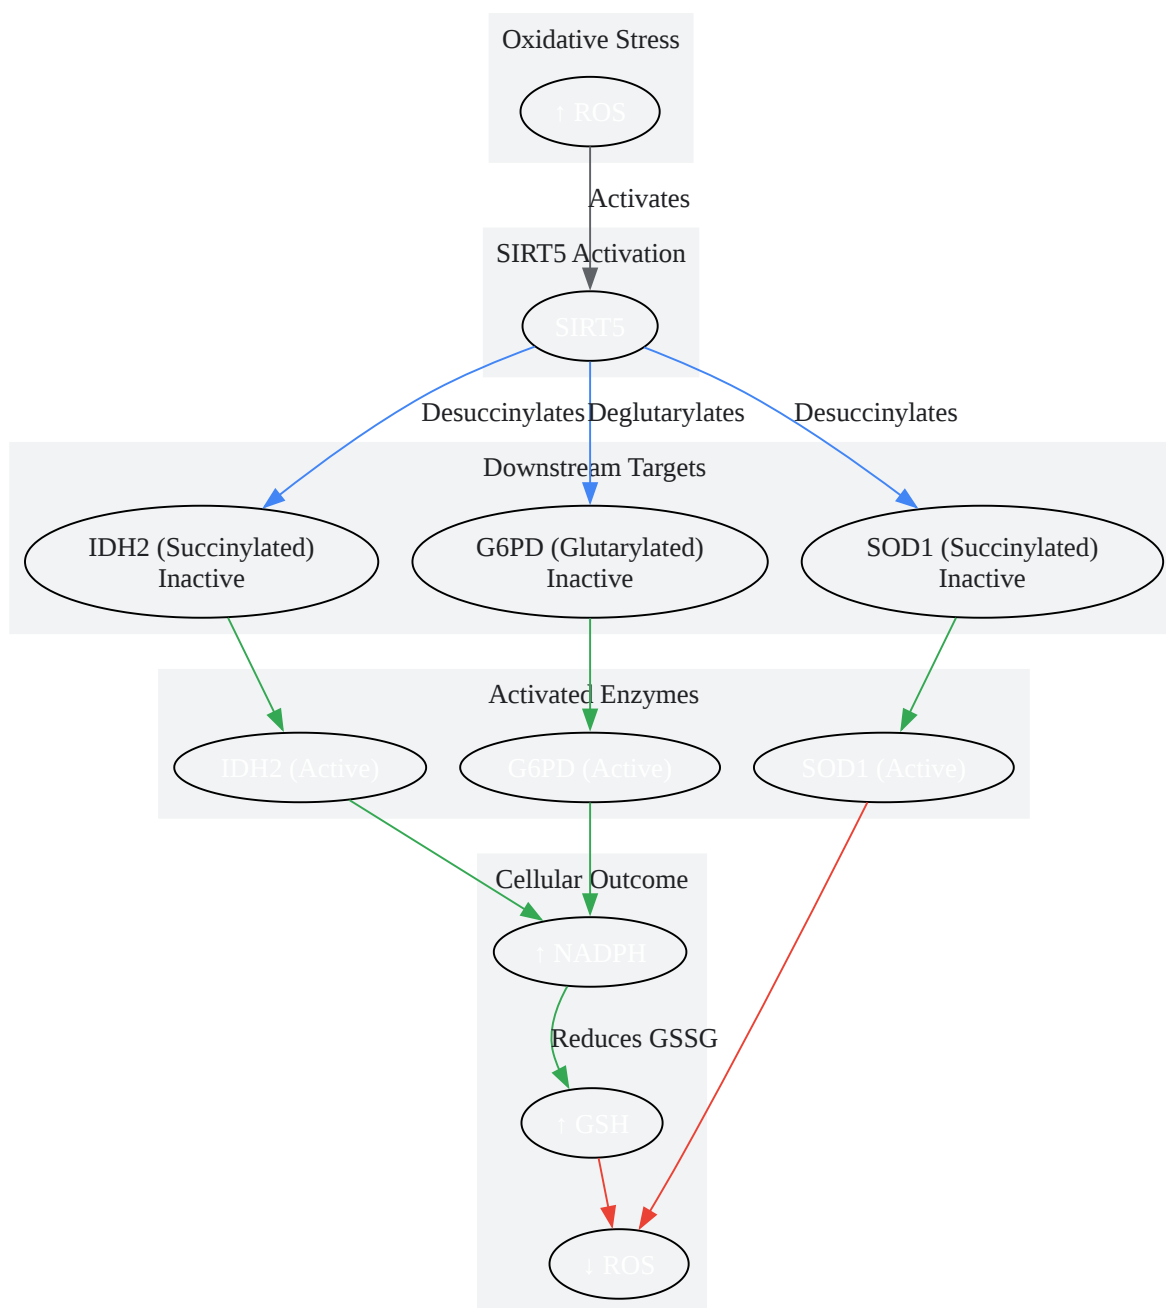 Oxidative Stress
↑ ROS
Activates
SIRT5 Activation
SIRT5
Desuccinylates
Deglutarylates
Desuccinylates
Downstream Targets
IDH2 (Succinylated)
Inactive
G6PD (Glutarylated)
Inactive
SOD1 (Succinylated)
Inactive
Activated Enzymes
IDH2 (Active)
G6PD (Active)
SOD1 (Active)
Cellular Outcome
↑ NADPH
Reduces GSSG
↑ GSH
↓ ROS